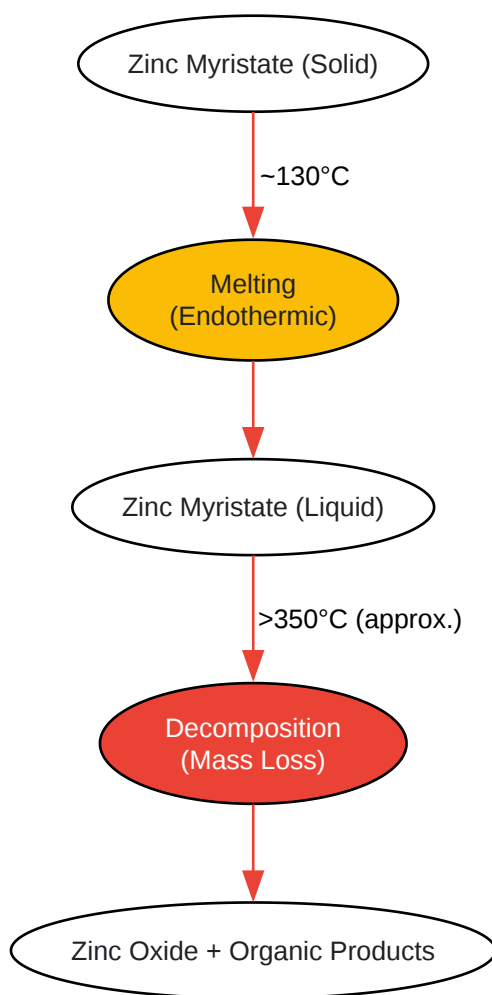 Zinc Myristate (Solid)
~130°C
Melting
(Endothermic)
Zinc Myristate (Liquid)
>350°C (approx.)
Decomposition
(Mass Loss)
Zinc Oxide + Organic Products